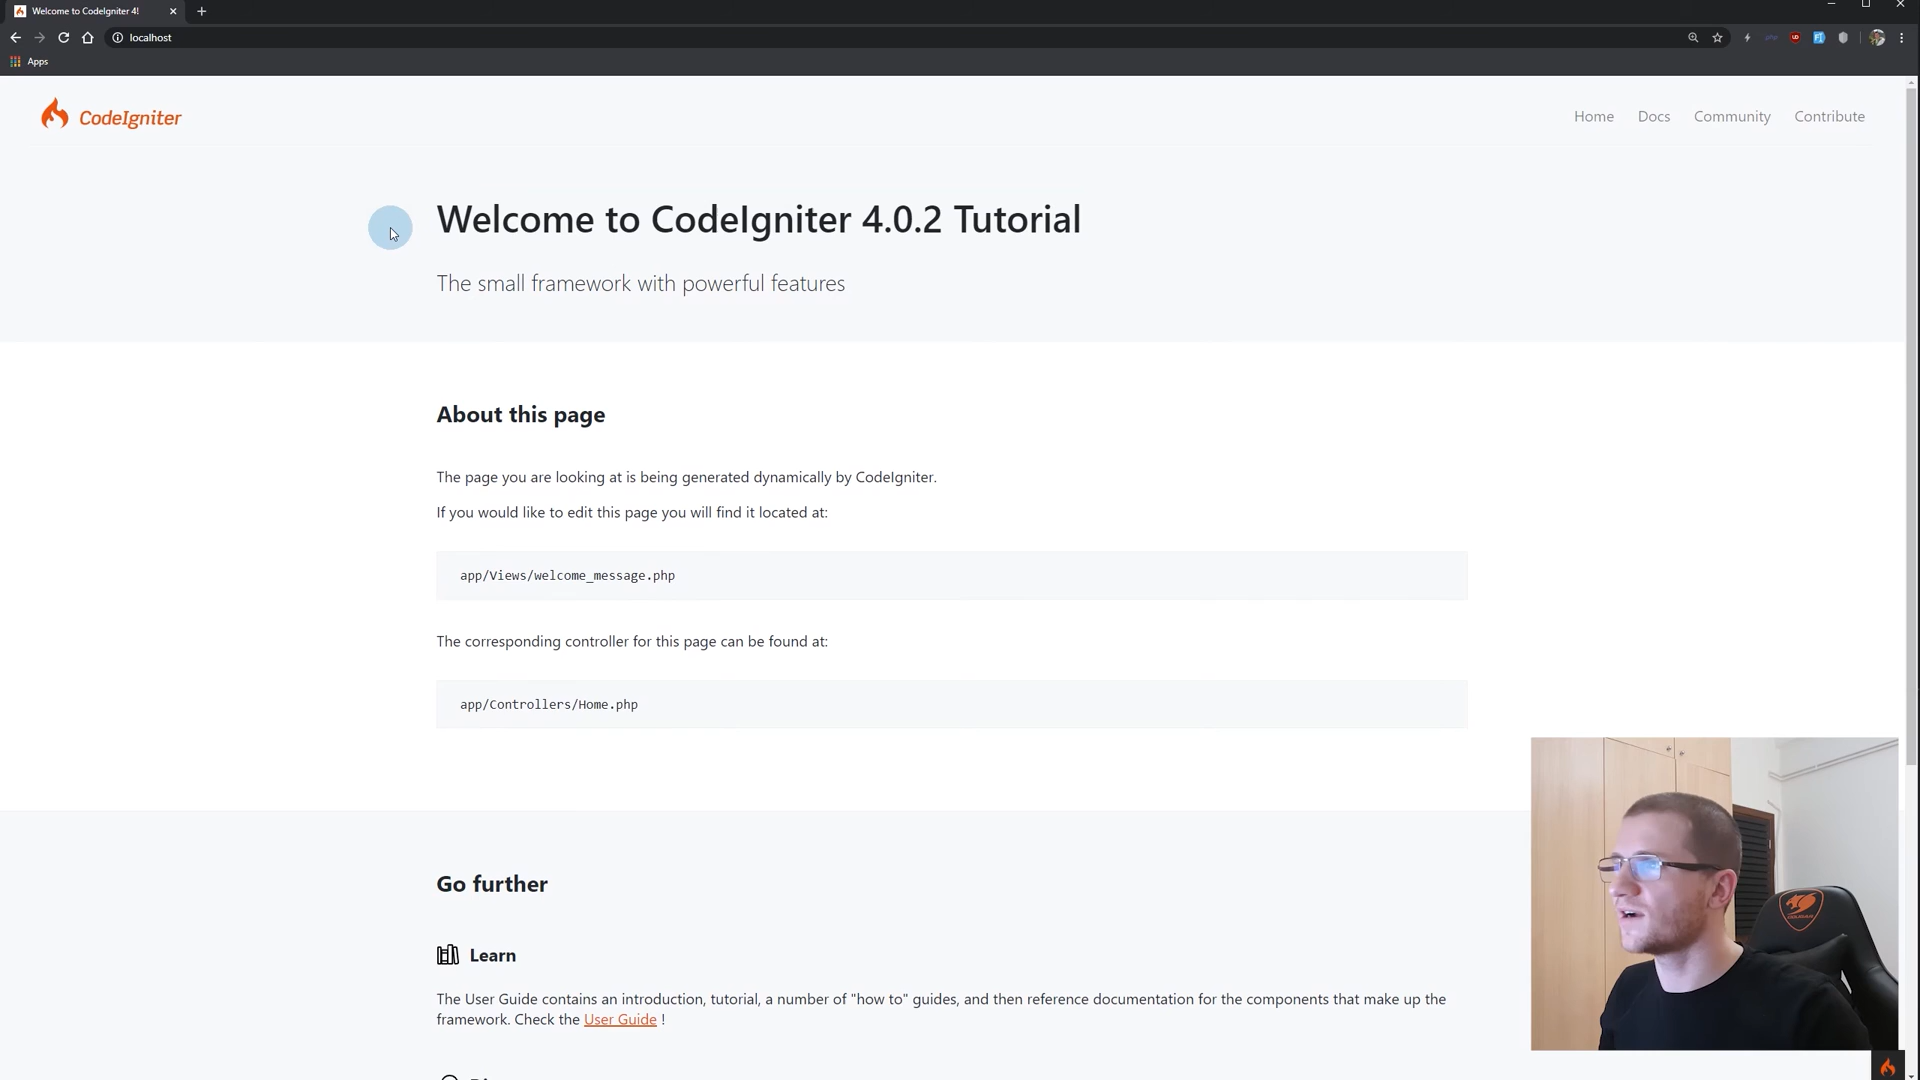 Welcome to CodeIgniter 4!
localhost
Apps
CodeIgniter
Home Docs Community Contribute
Welcome to CodeIgniter 4.0.2 Tutorial
The small framework with powerful features
About this page
The page you are looking at is being generated dynamically by CodeIgniter.
If you would like to edit this page you will find it located at:
app/Views/welcome_message.php
The corresponding controller for this page can be found at:
app/Controllers/Home.php
Go further
Learn
The User Guide contains an introduction, tutorial, a number of "how to" guides, and then reference documentation for the components that make up the
framework. Check the User Guide !
COUGAR